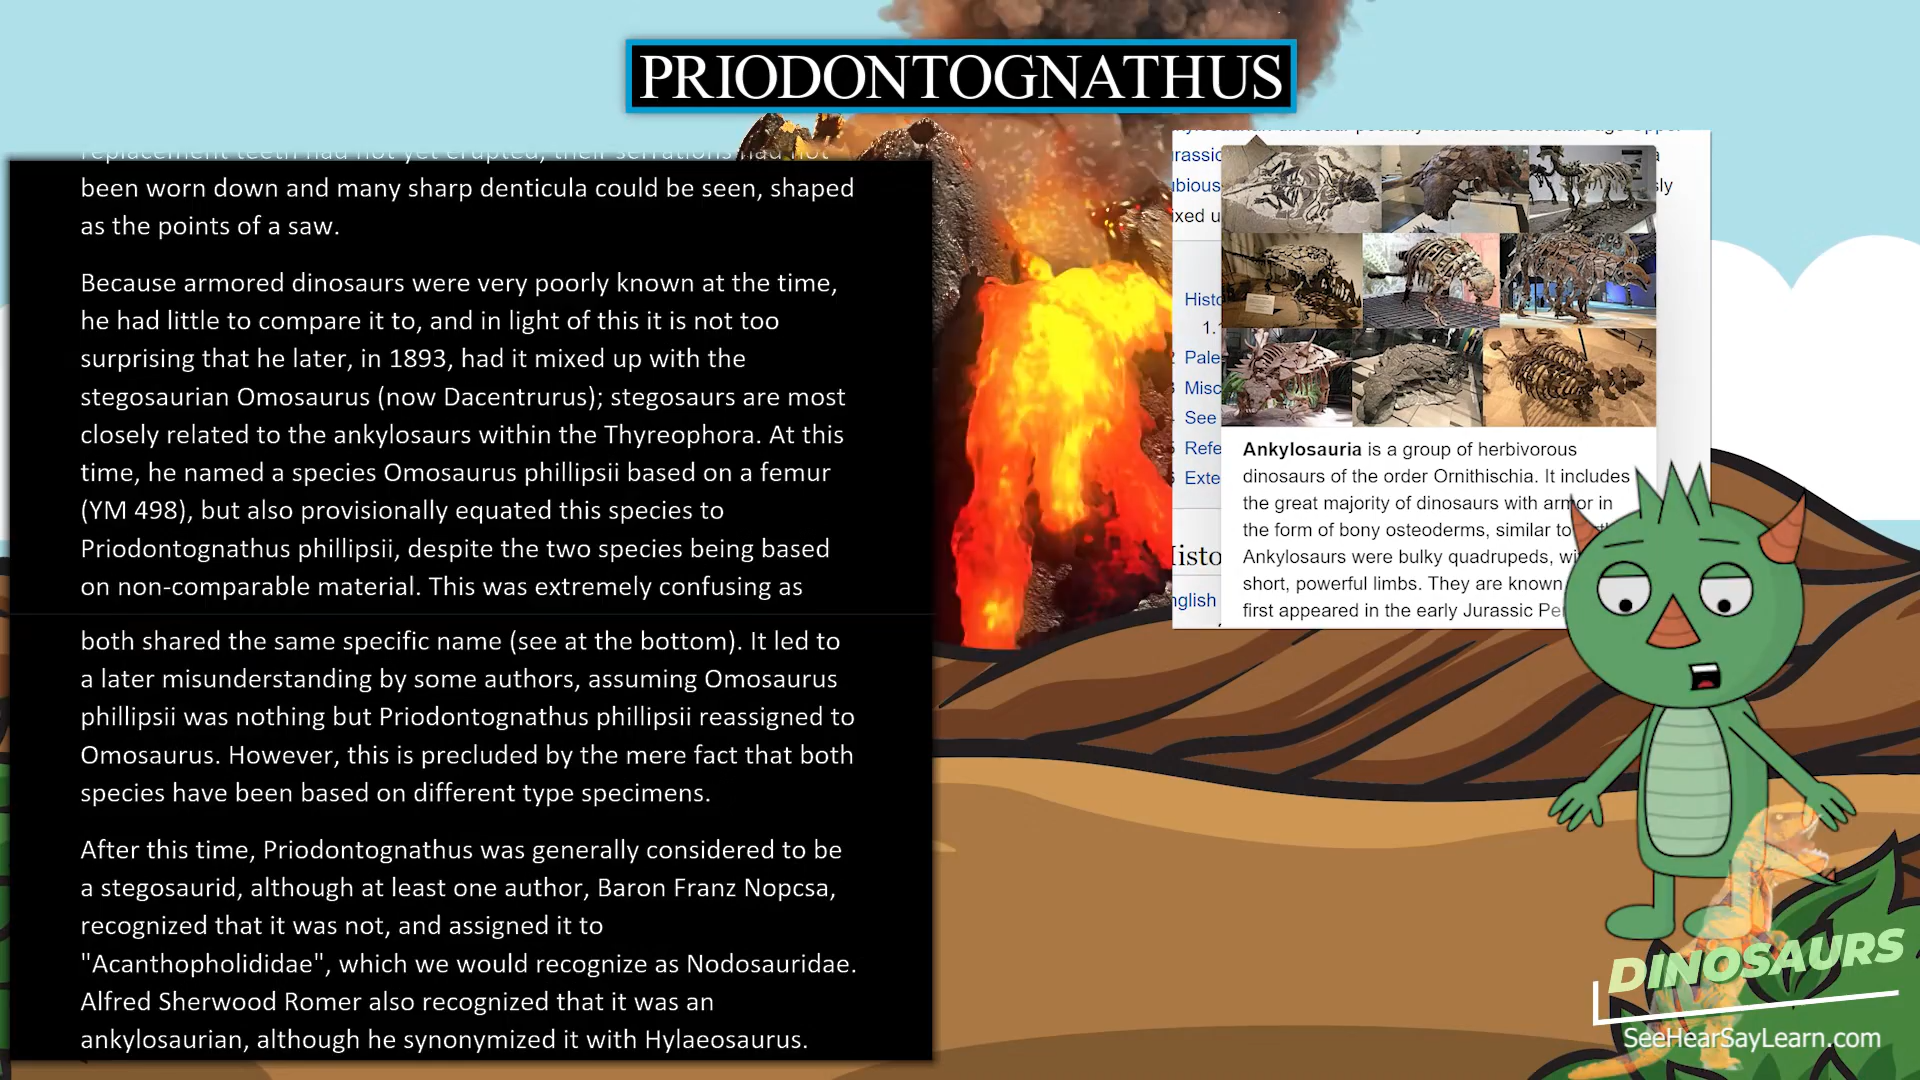 PRIODONTOGNATHUS
replacement teeth had not yet erupted, their serrations had not
been worn down and many sharp denticula could be seen, shaped
as the points of a saw.
Because armored dinosaurs were very poorly known at the time,
he had little to compare it to, and in light of this it is not too
surprising that he later, in 1893, had it mixed up with the
stegosaurian Omosaurus (now Dacentrurus); stegosaurs are most
closely related to the ankylosaurs within the Thyreophora. At this
time, he named a species Omosaurus phillipsii based on a femur
(YM 498), but also provisionally equated this species to
Priodontognathus phillipsii, despite the two species being based
on non-comparable material. This was extremely confusing as
both shared the same specific name (see at the bottom). It led to
a later misunderstanding by some authors, assuming Omosaurus
phillipsii was nothing but Priodontognathus phillipsii reassigned to
Omosaurus. However, this is precluded by the mere fact that both
species have been based on different type specimens.
After this time, Priodontognathus was generally considered to be
a stegosaurid, although at least one author, Baron Franz Nopcsa,
recognized that it was not, and assigned it to
"Acanthopholididae", which we would recognize as Nodosauridae.
Alfred Sherwood Romer also recognized that it was an
ankylosaurian, although he synonymized it with Hylaeosaurus.
Ankylosauria is a group of herbivorous
dinosaurs of the order Ornithischia. It includes
the great majority of dinosaurs with armor in
the form of bony osteoderms, similar to
Ankylosaurs were bulky quadrupeds,
short, powerful limbs. They are known
first appeared in the early Jurassic
1.
See
DINOSAURS
SeeHearSayLearn.com